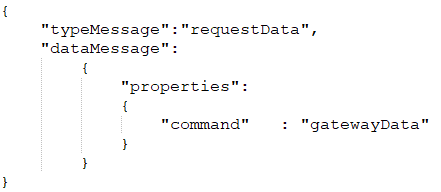 {
    "typeMessage":"requestData",
    "dataMessage":
        {
            "properties":
            {
                "command"   : "gatewayData"
            }
        }
}